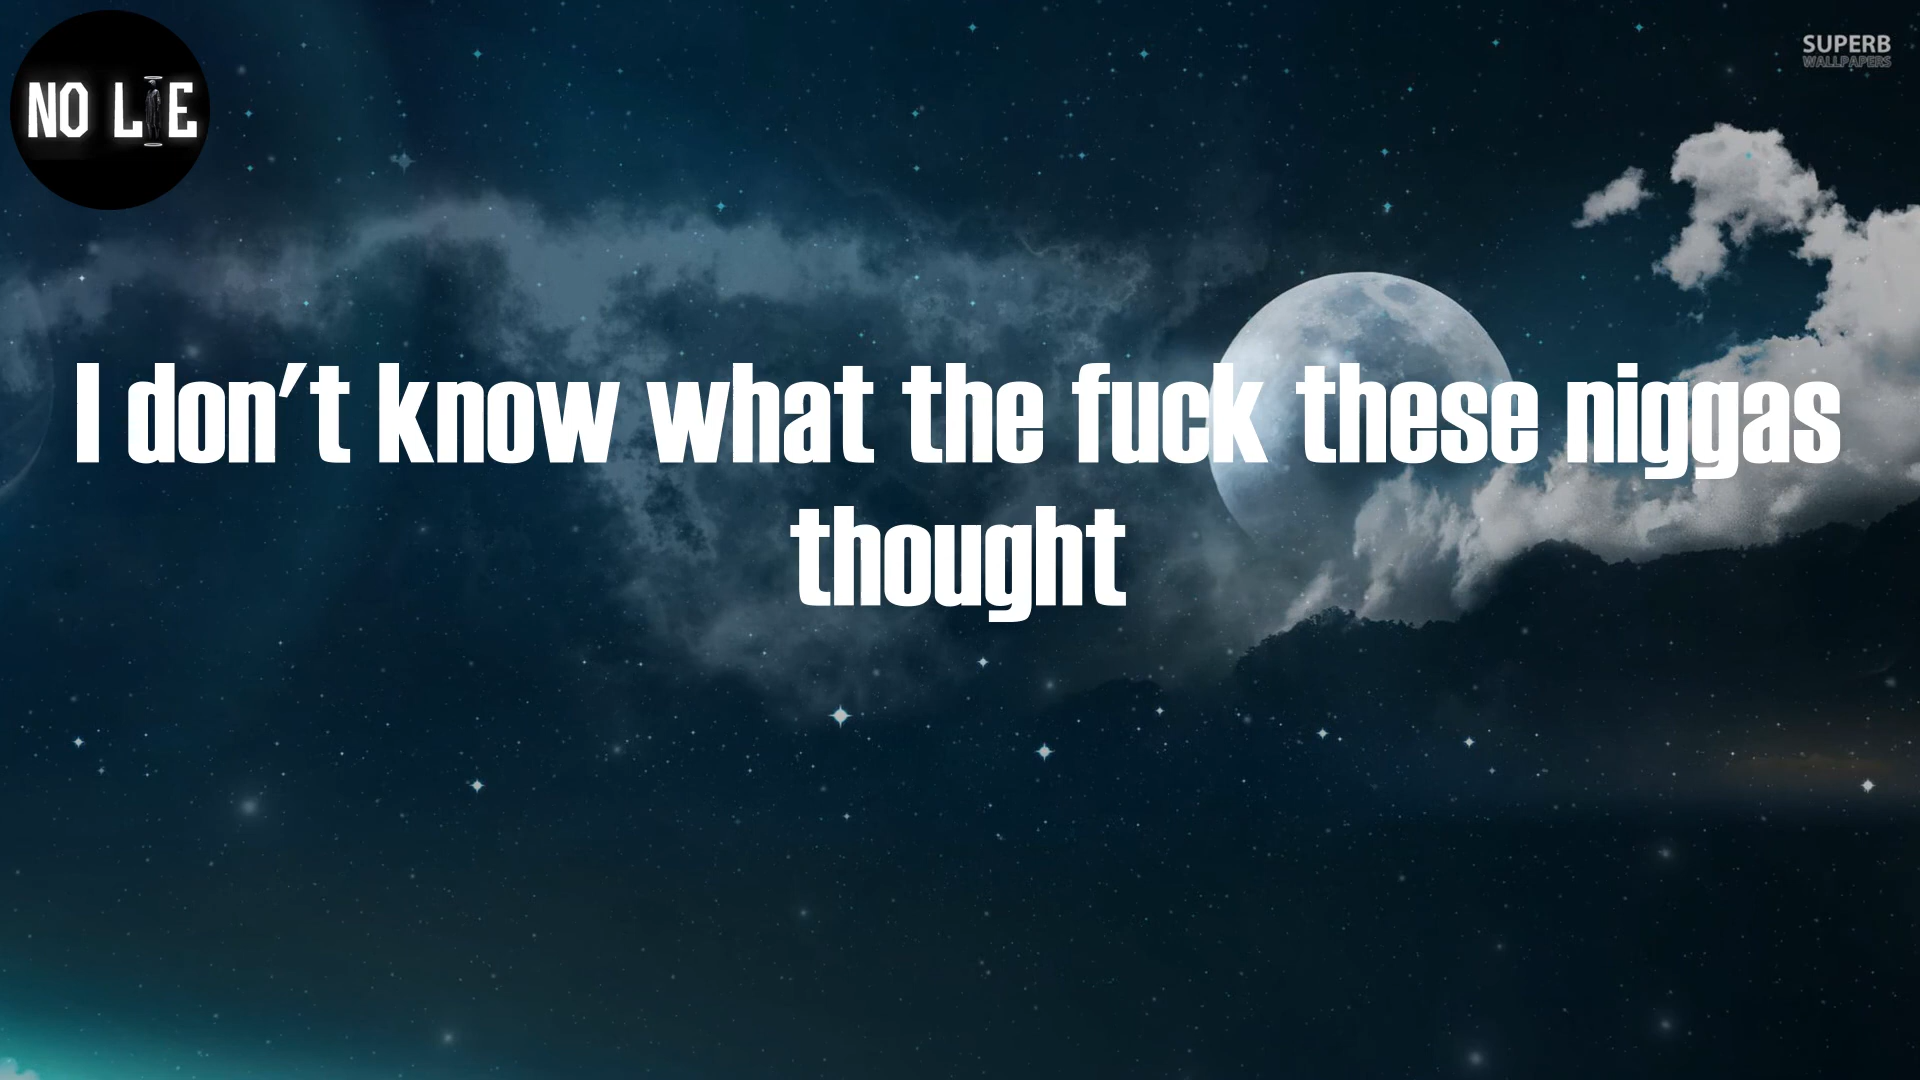 NO LIE
SUPERB
WALLPAPERS
I don't know what the fuck these niggas
thought